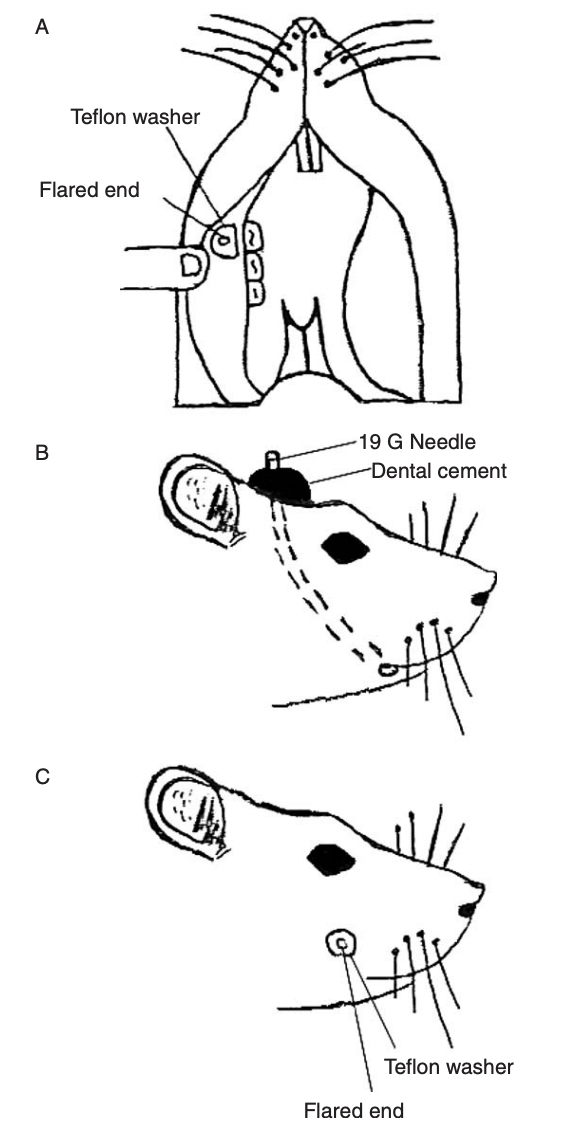 A
Teflon washer
Flared end
B
19 G Needle
Dental cement
C
Teflon washer
Flared end